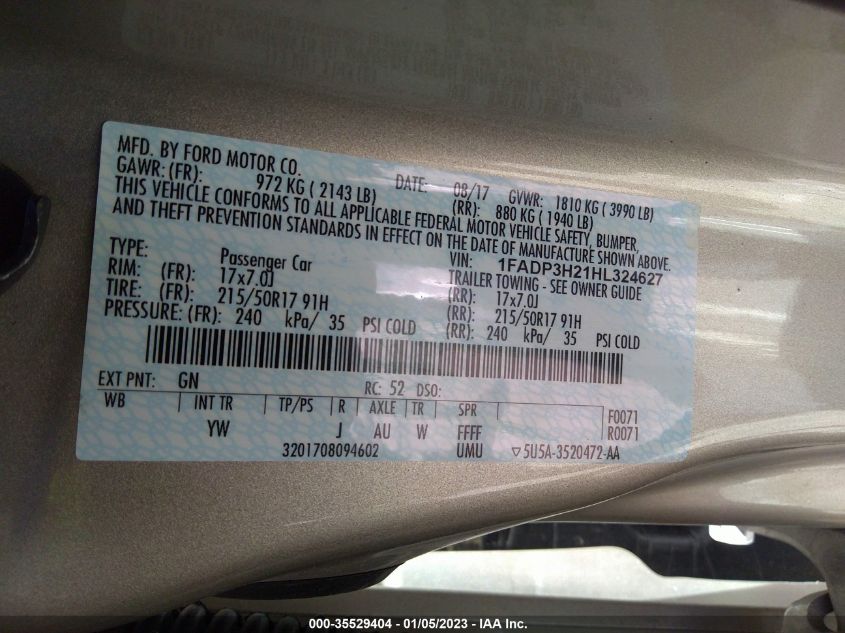 MFD. BY FORD MOTOR CO.
DATE: 08/17 GVWR: 1810 KG ( 3990 LB)
GAWR: (FR): 972 KG ( 2143 LB) (RR): 880 KG ( 1940 LB)
THIS VEHICLE CONFORMS TO ALL APPLICABLE FEDERAL MOTOR VEHICLE SAFETY, BUMPER,
AND THEFT PREVENTION STANDARDS IN EFFECT ON THE DATE OF MANUFACTURE SHOWN ABOVE.
VIN: 1FADP3H21HL324627
TYPE: Passenger Car TRAILER TOWING - SEE OWNER GUIDE
RIM: (FR): 17x7.0J (RR): 17x7.0J
TIRE: (FR): 215/50R17 91H (RR): 215/50R17 91H
PRESSURE: (FR): 240 kPa/ 35 PSI COLD (RR): 240 kPa/ 35 PSI COLD
EXT PNT: GN RC: 52 DSO:
WB INT TR TP/PS R AXLE TR SPR F0071
YW J AU W FFFF R0071
3201708094602 UMU ▽5U5A-3520472-AA
000-35529404 - 01/05/2023 - IAA Inc.